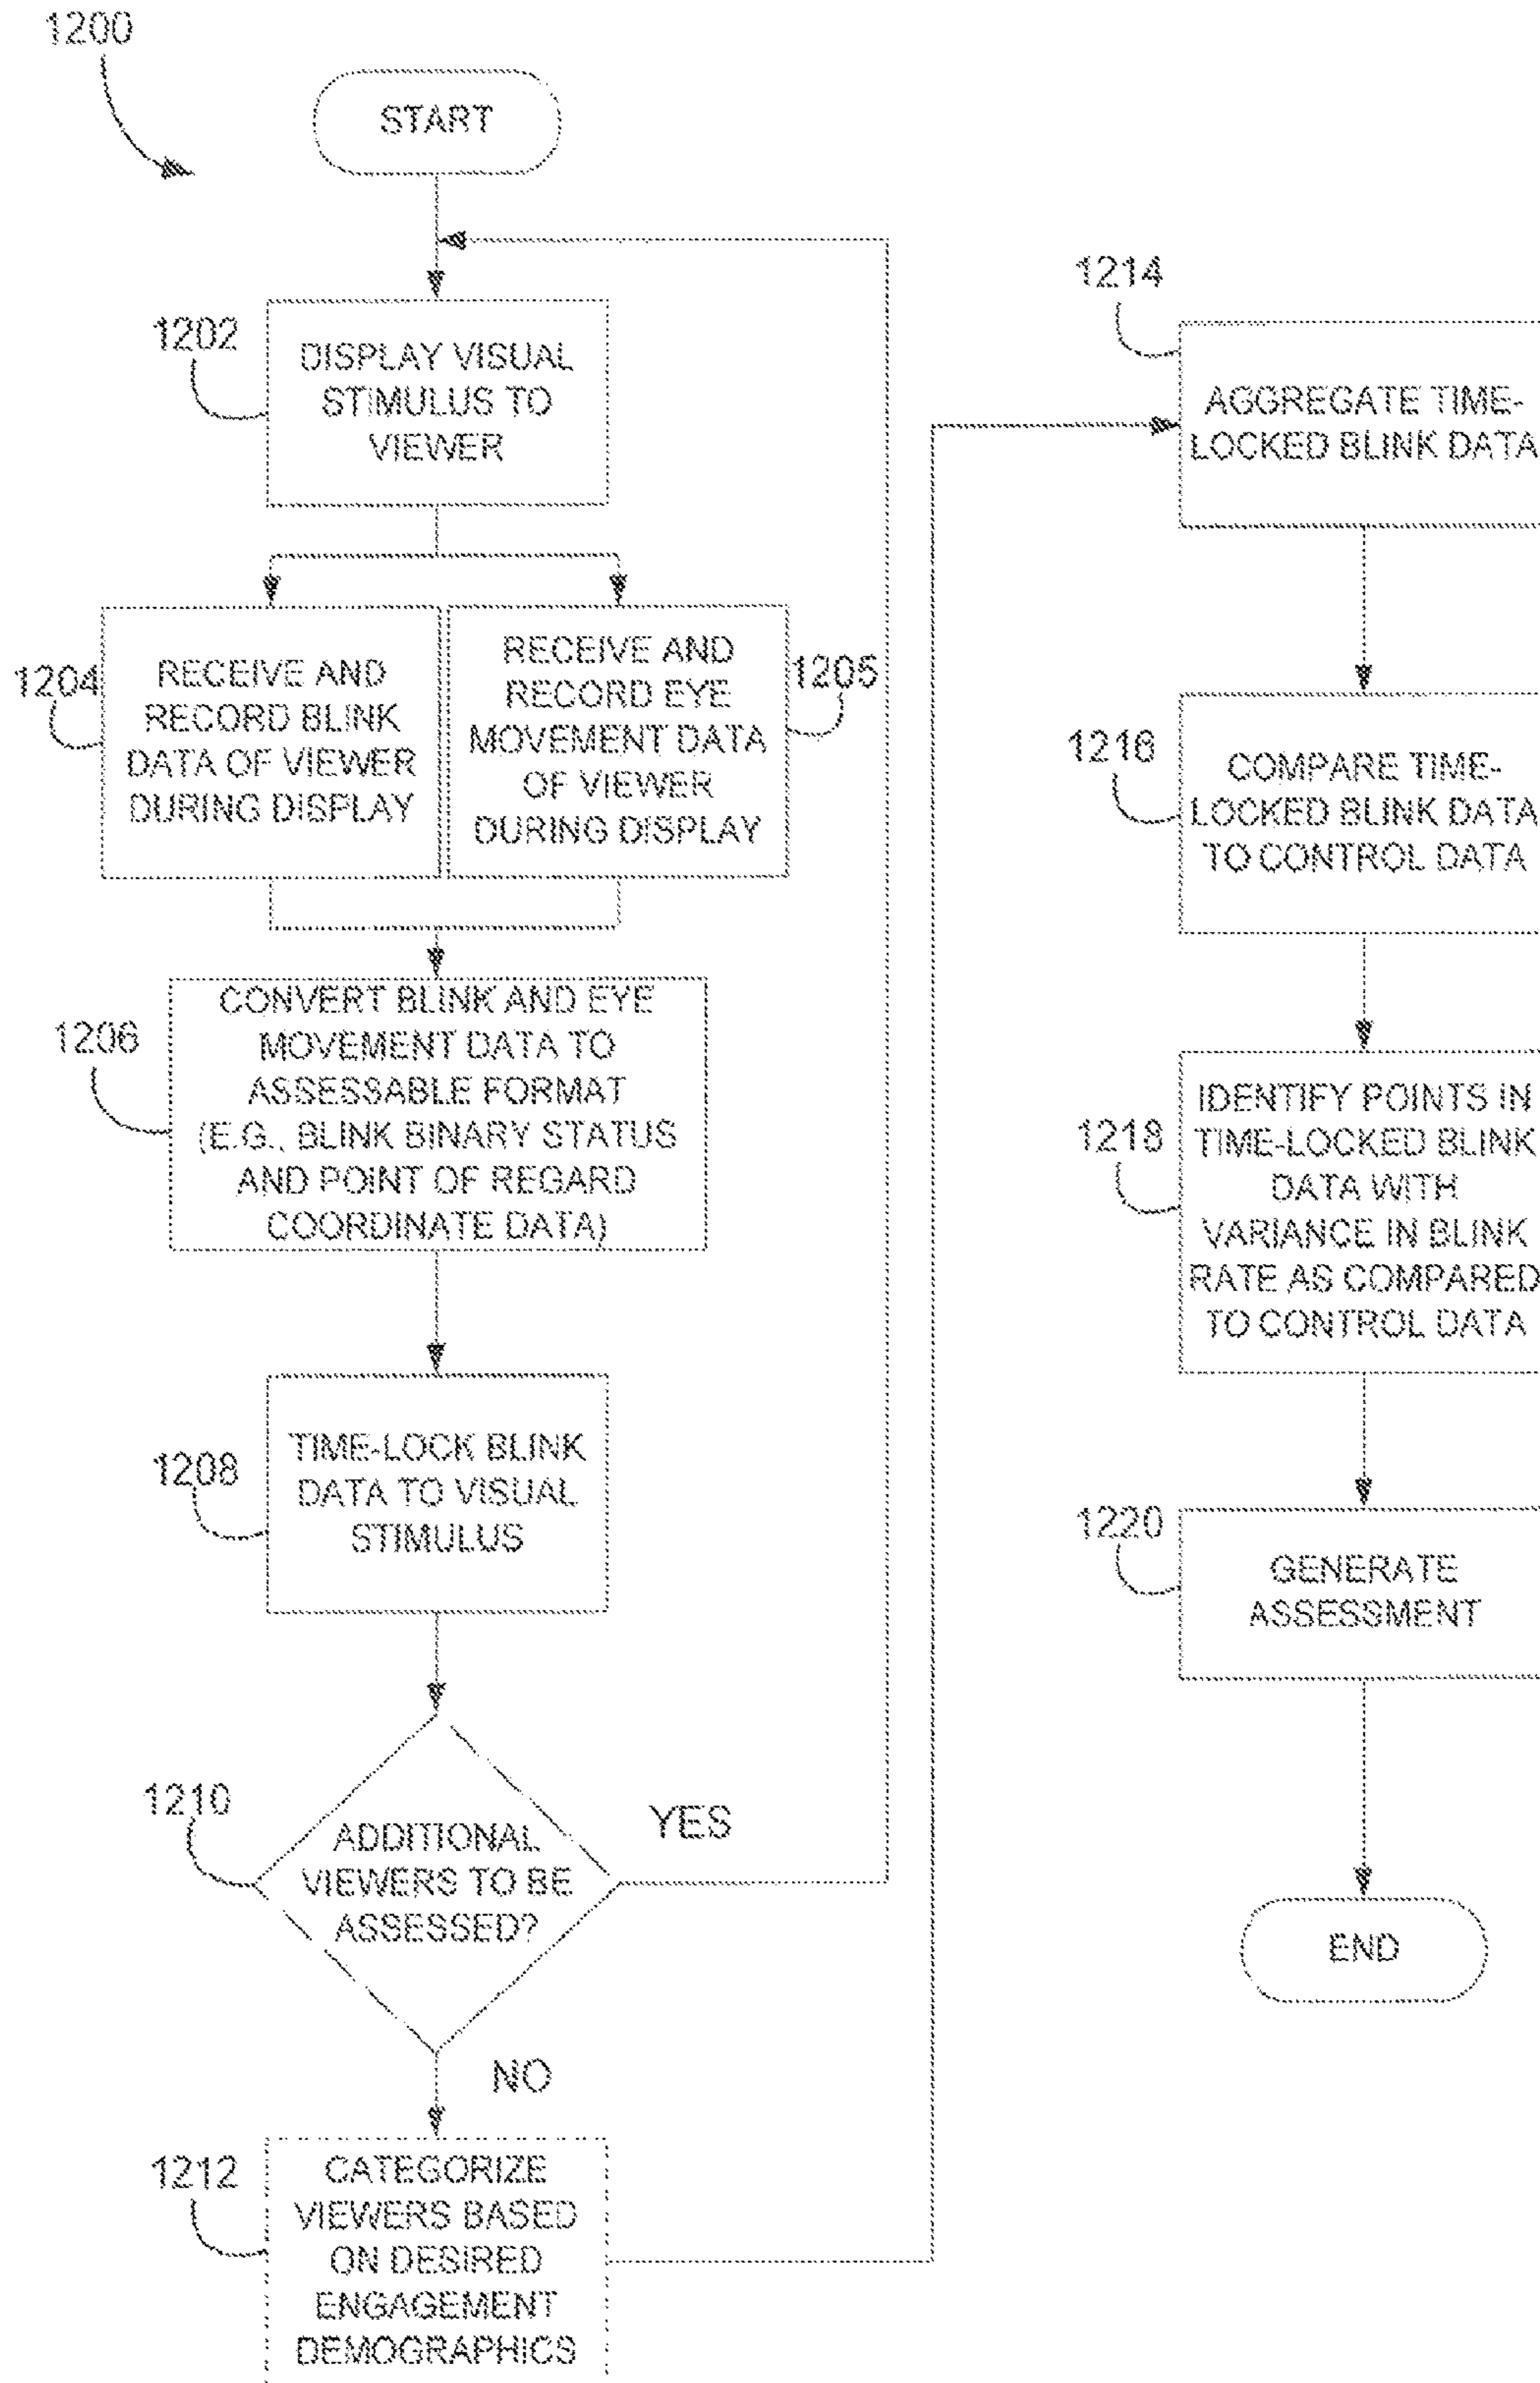 1200
START
1202
DISPLAY VISUAL
STIMULUS TO
VIEWER
1204
RECEIVE AND
RECORD BLINK
DATA OF VIEWER
DURING DISPLAY
RECEIVE AND
RECORD EYE
MOVEMENT DATA
OF VIEWER
DURING DISPLAY
1205
1206
CONVERT BLINK AND EYE
MOVEMENT DATA TO
ASSESSABLE FORMAT
(E.G., BLINK BINARY STATUS
AND POINT OF REGARD
COORDINATE DATA)
1208
TIME-LOCK BLINK
DATA TO VISUAL
STIMULUS
1210
ADDITIONAL
VIEWERS TO BE
ASSESSED?
YES
NO
1212
CATEGORIZE
VIEWERS BASED
ON DESIRED
ENGAGEMENT
DEMOGRAPHICS
1214
AGGREGATE TIME-
LOCKED BLINK DATA
1216
COMPARE TIME-
LOCKED BLINK DATA
TO CONTROL DATA
1218
IDENTIFY POINTS IN
TIME-LOCKED BLINK
DATA WITH
VARIANCE IN BLINK
RATE AS COMPARED
TO CONTROL DATA
1220
GENERATE
ASSESSMENT
END